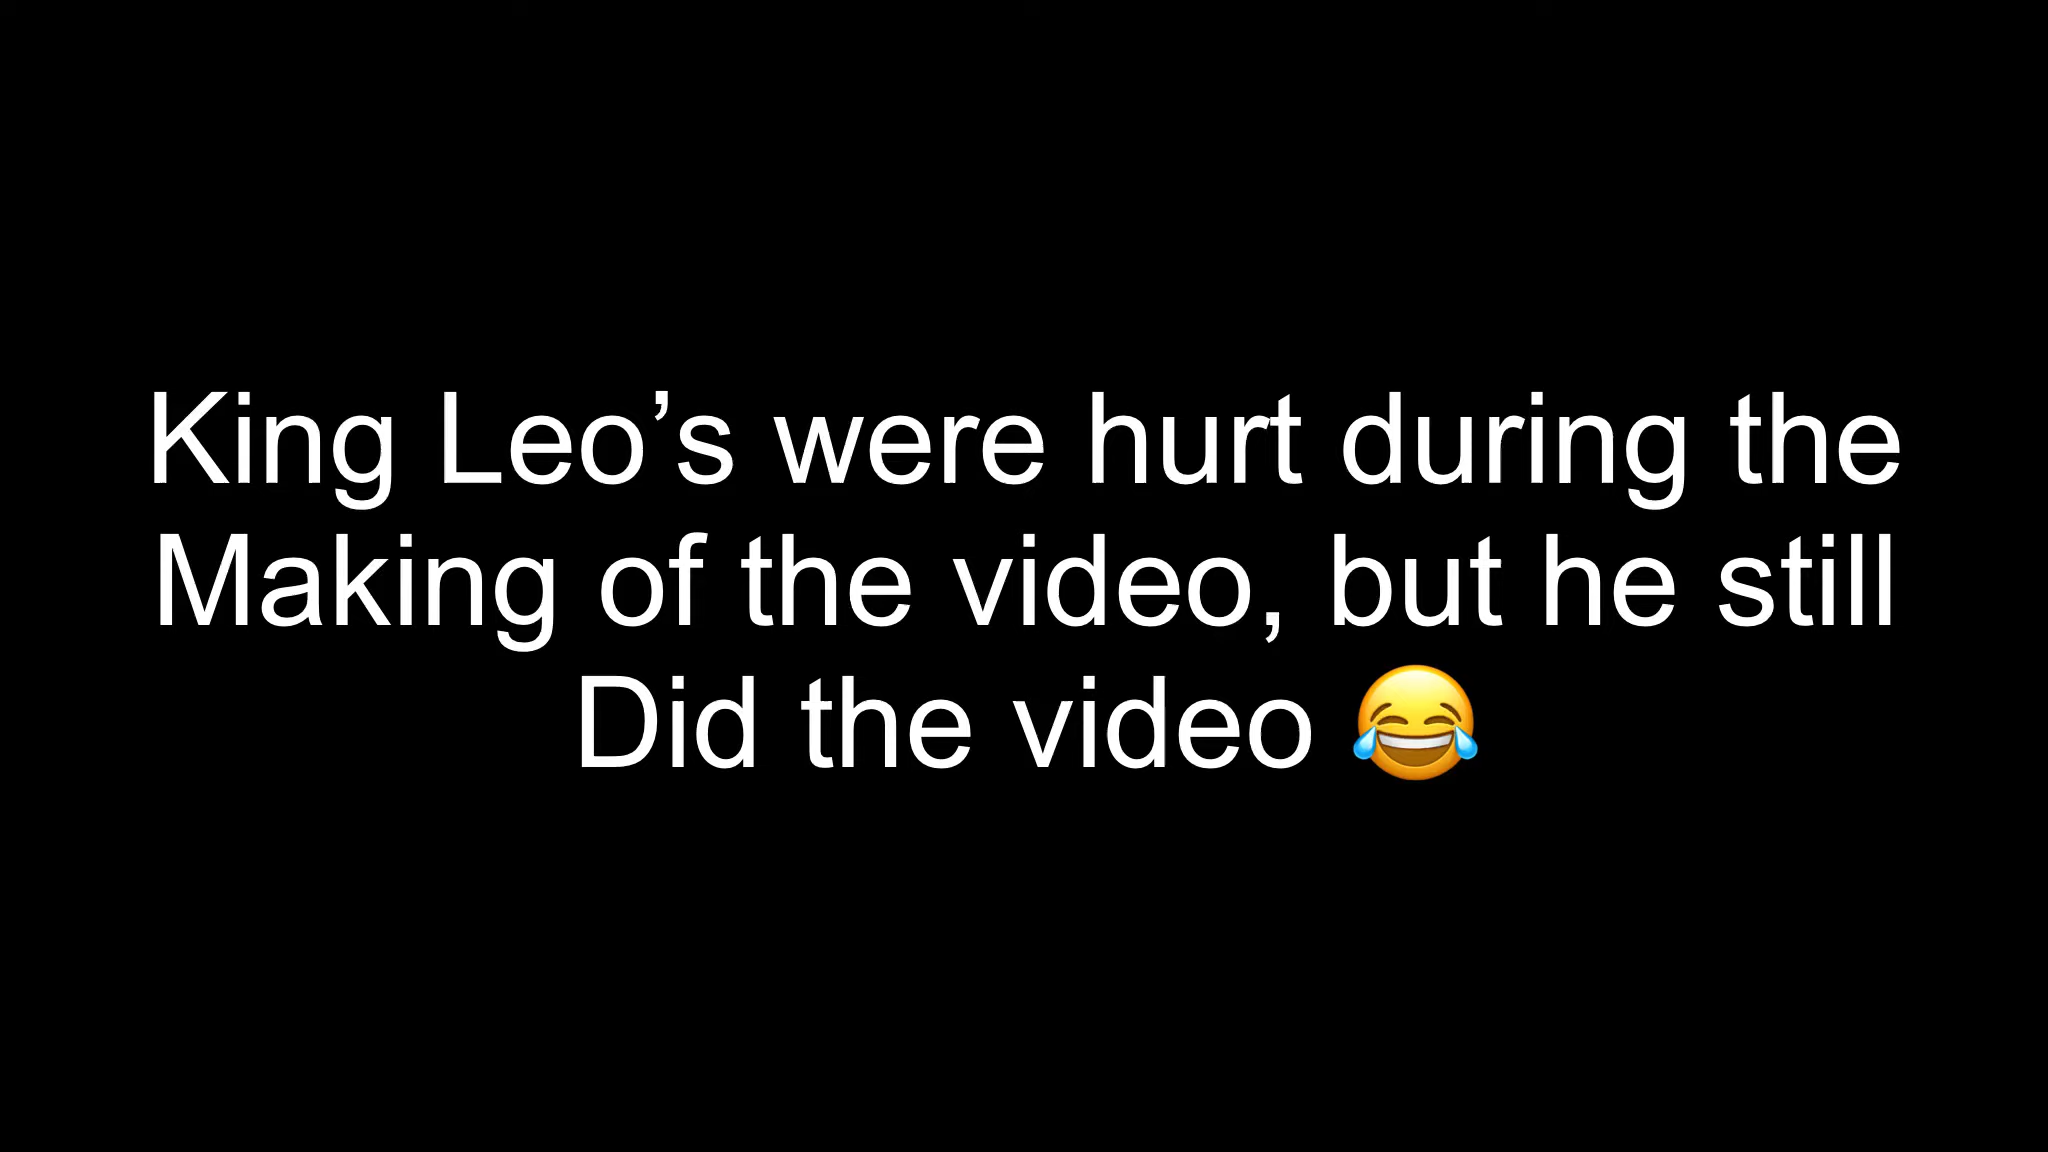 King Leo’s were hurt during the
Making of the video, but he still
Did the video 😂